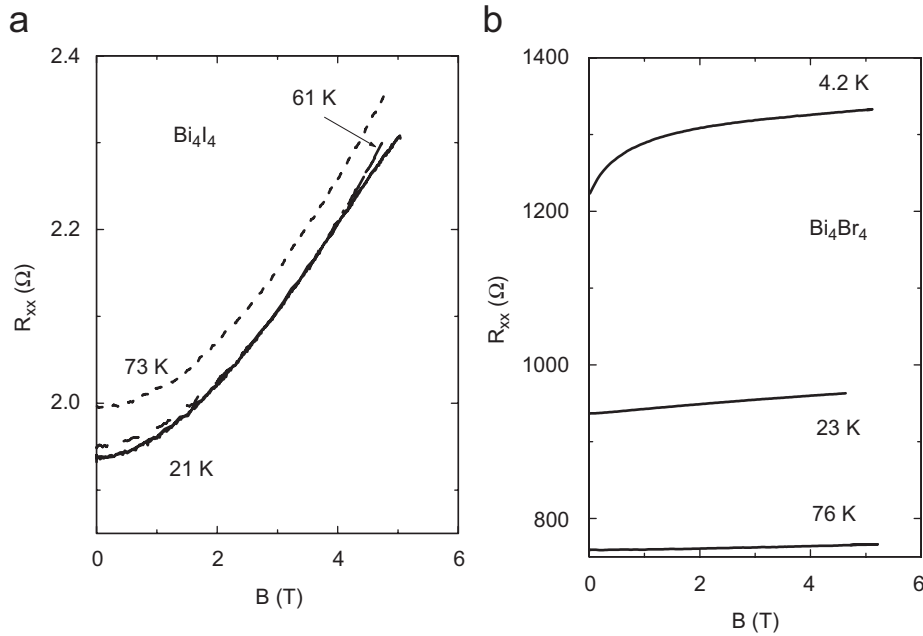 a
2.4
2.2
2.0
R_xx (Ω)
Bi₄I₄
61 K
73 K
21 K
0 2 4 6
B (T)
b
1400
1200
1000
800
R_xx (Ω)
4.2 K
Bi₄Br₄
23 K
76 K
0 2 4 6
B (T)